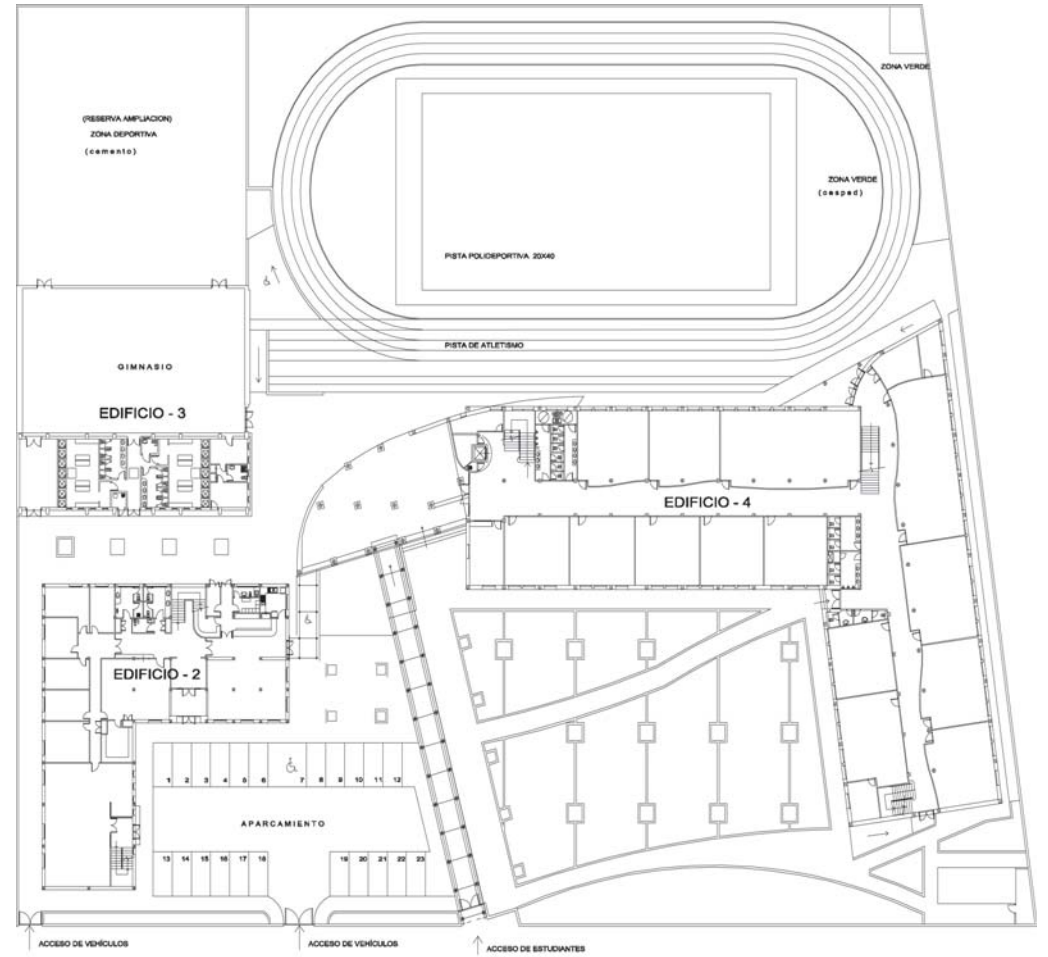 ZONA VERDE
(RESERVA AMPLIACION)
ZONA DEPORTIVA
(cemento)
ZONA VERDE
(cesped)
PISTA POLIDEPORTIVA 20X40
PISTA DE ATLETISMO
GIMNASIO
EDIFICIO - 3
EDIFICIO - 4
EDIFICIO - 2
1 2 3 4 5 6 7 8 9 10 11 12
APARCAMIENTO
13 14 15 16 17 18 19 20 21 22 23
ACCESO DE VEHÍCULOS
ACCESO DE VEHÍCULOS
ACCESO DE ESTUDIANTES